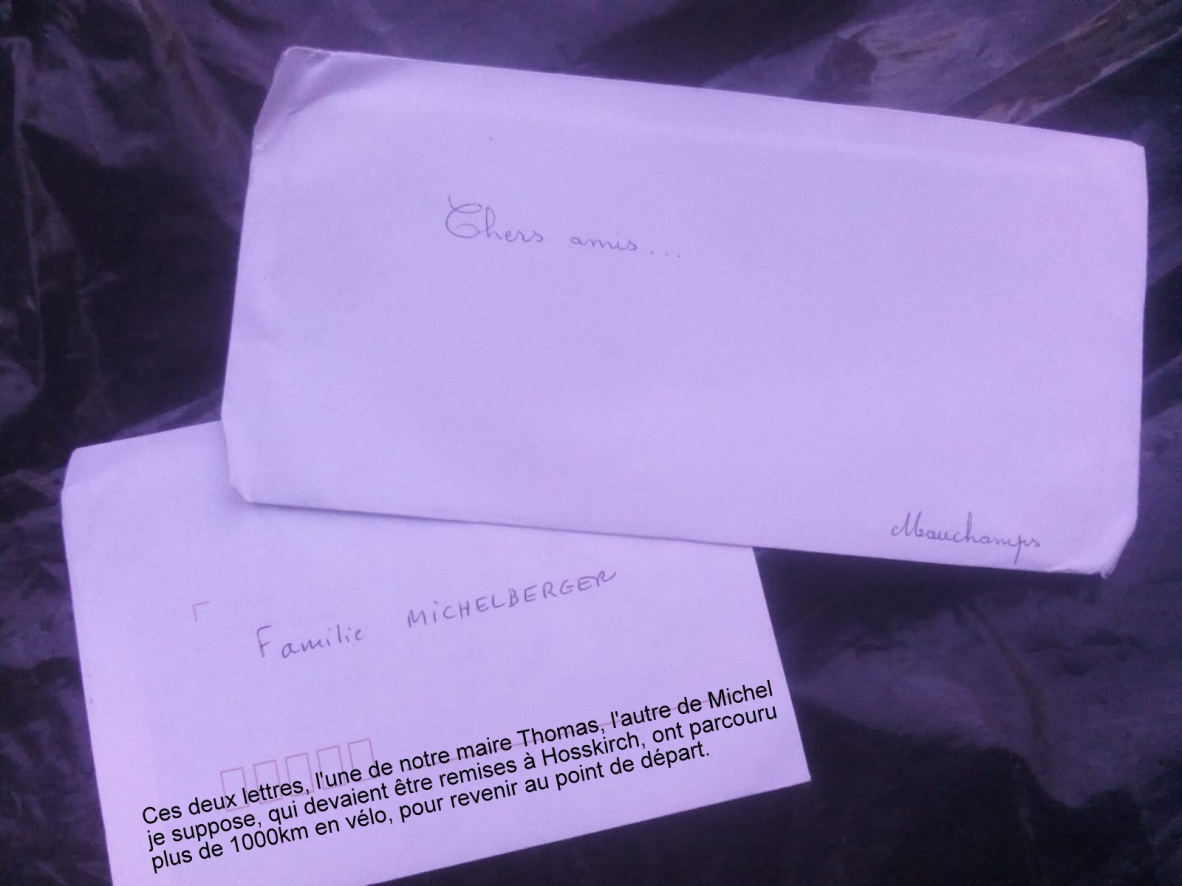 Chers amis...
Mauchamps
Familie MICHELBERGER
Ces deux lettres, l'une de notre maire Thomas, l'autre de Michel
je suppose, qui devaient être remises à Hosskirch, ont parcouru
plus de 1000km en vélo, pour revenir au point de départ.